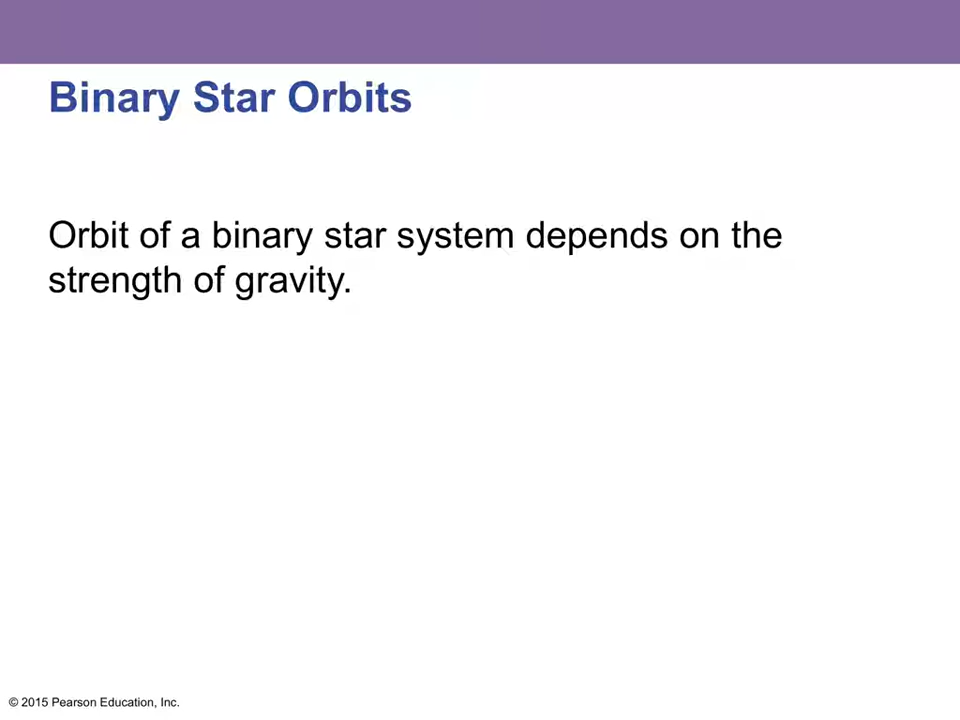 Binary Star Orbits
Orbit of a binary star system depends on the
strength of gravity.
© 2015 Pearson Education, Inc.